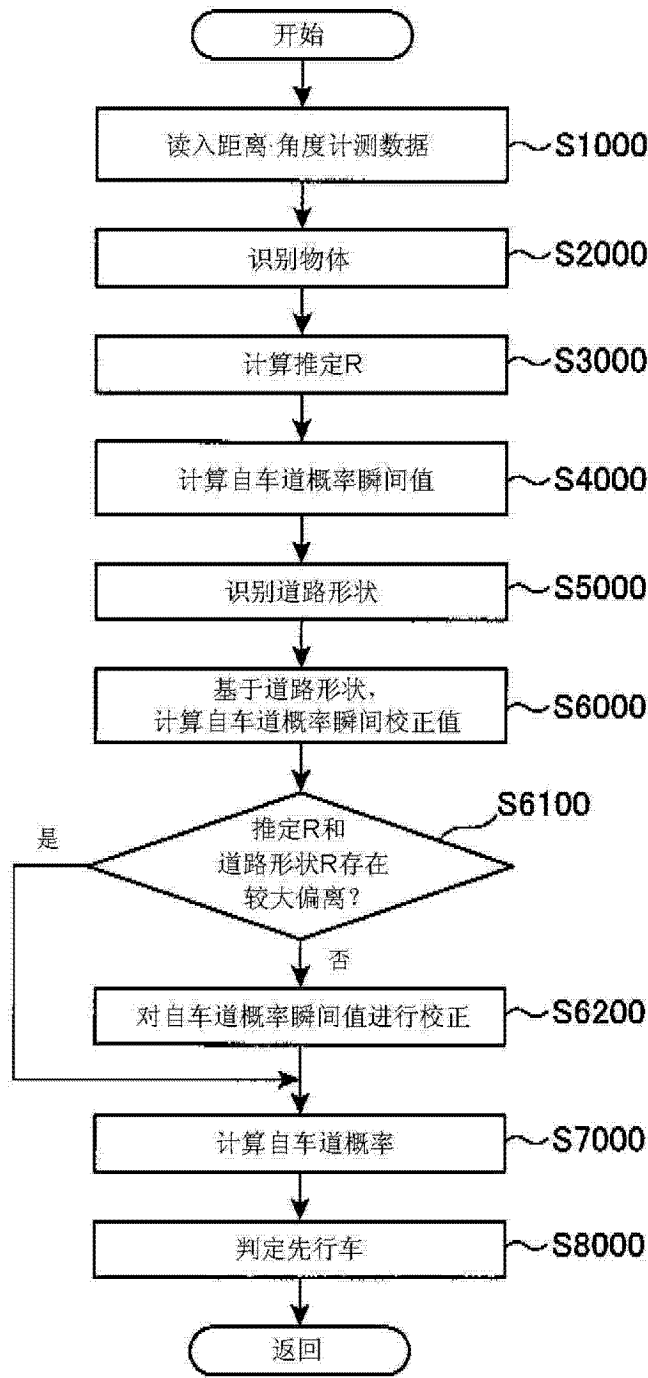 开始
读入距离·角度计测数据
S1000
识别物体
S2000
计算推定R
S3000
计算自车道概率瞬间值
S4000
识别道路形状
S5000
基于道路形状，
计算自车道概率瞬间校正值
S6000
S6100
是
推定R和
道路形状R存在
较大偏离？
否
对自车道概率瞬间值进行校正
S6200
计算自车道概率
S7000
判定先行车
S8000
返回